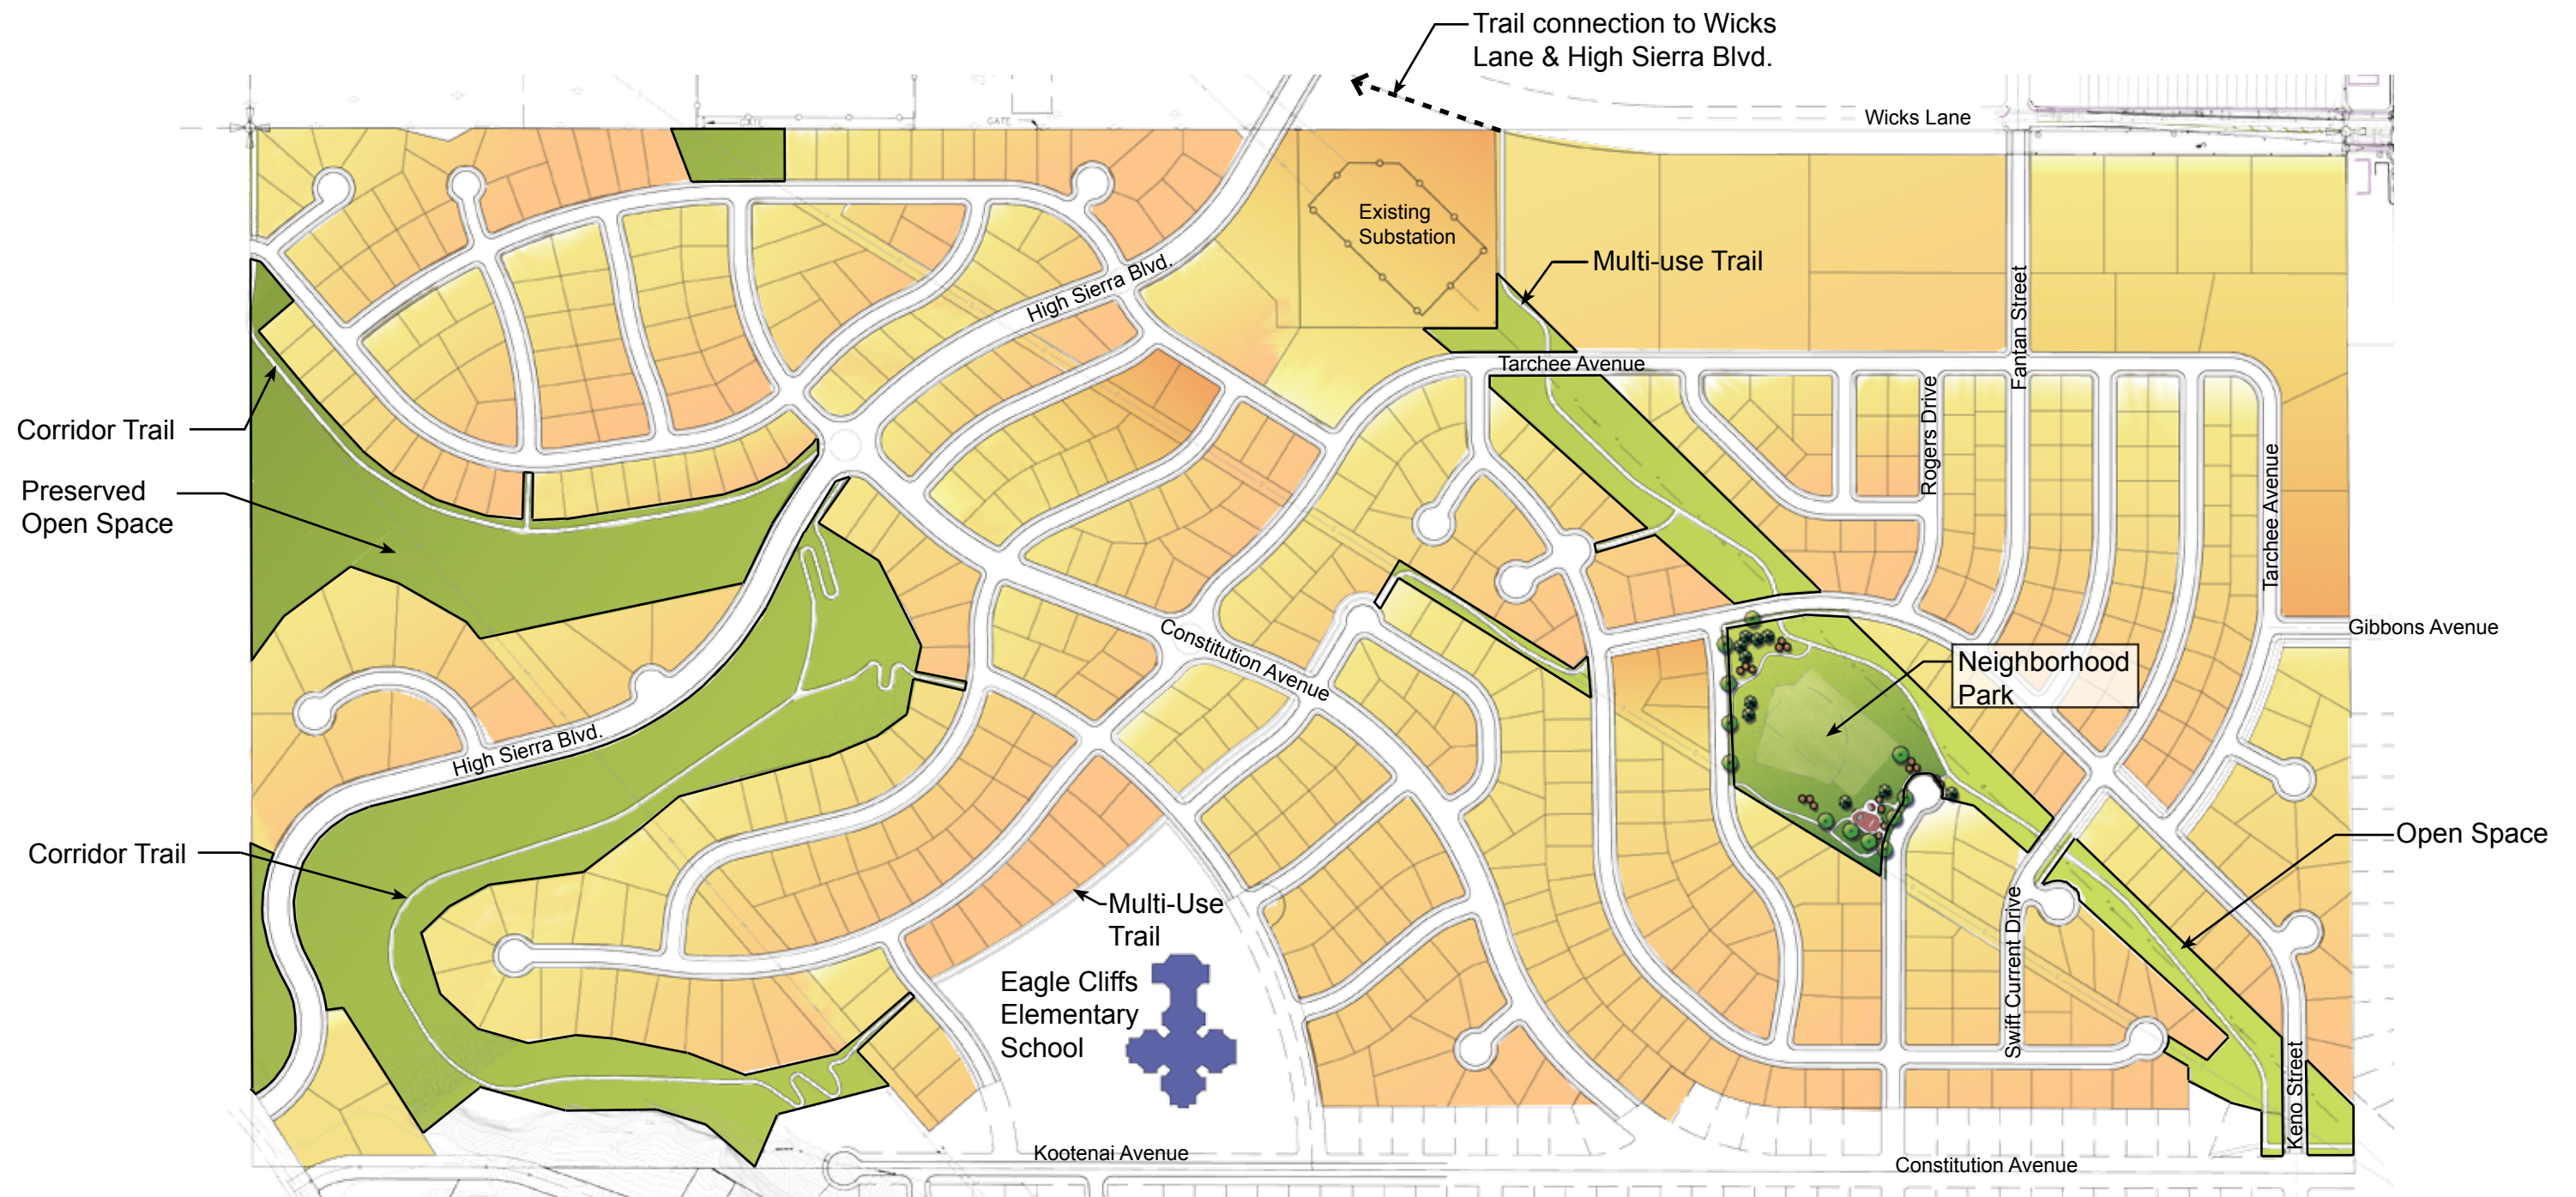 Trail connection to Wicks
Lane & High Sierra Blvd.
Wicks Lane
GATE
GATE
Existing
Substation
Multi-use Trail
High Sierra Blvd.
Fantan Street
Tarchee Avenue
Rogers Drive
Corridor Trail
Tarchee Avenue
Preserved
Open Space
Constitution Avenue
Gibbons Avenue
Neighborhood
Park
High Sierra Blvd.
Open Space
Corridor Trail
Multi-Use
Trail
Swift Current Drive
Eagle Cliffs
Elementary
School
Keno Street
Kootenai Avenue
Constitution Avenue